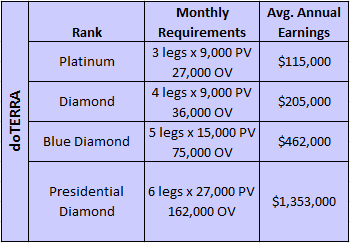 doTERRA
Rank
Monthly
Requirements
Avg. Annual
Earnings
Platinum
3 legs x 9,000 PV
27,000 OV
$115,000
Diamond
4 legs x 9,000 PV
36,000 OV
$205,000
Blue Diamond
5 legs x 15,000 PV
75,000 OV
$462,000
Presidential
Diamond
6 legs x 27,000 PV
162,000 OV
$1,353,000